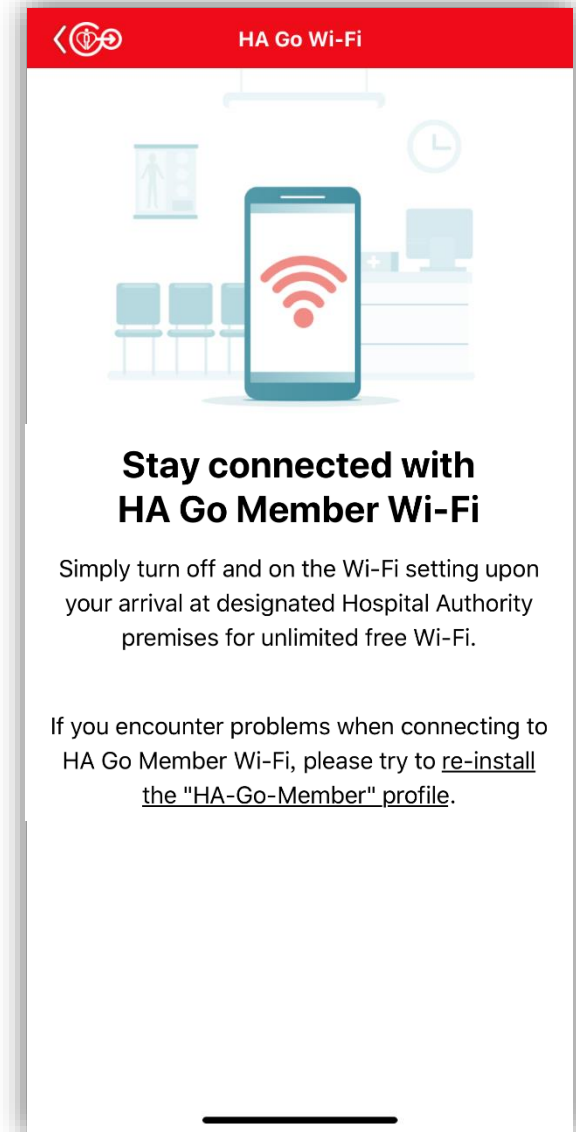 HA Go Wi-Fi
Stay connected with
HA Go Member Wi-Fi
Simply turn off and on the Wi-Fi setting upon
your arrival at designated Hospital Authority
premises for unlimited free Wi-Fi.
If you encounter problems when connecting to
HA Go Member Wi-Fi, please try to re-install
the "HA-Go-Member" profile.